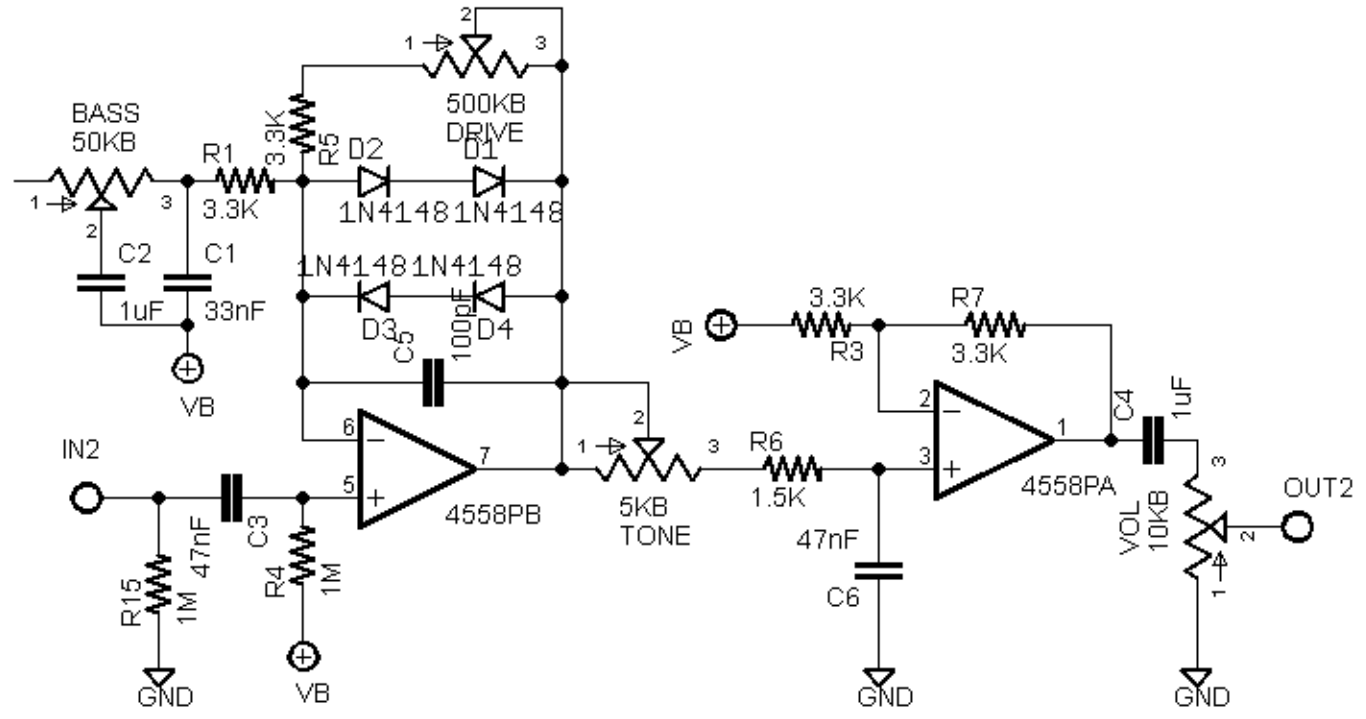 2
1
3
500KB
DRIVE
3.3K
R5
BASS
50KB
R1
3.3K
1
2
3
D2
D1
1N4148
1N4148
C2
1uF
C1
33nF
VB
1N4148
1N4148
D3
D4
C5
100pF
3.3K
R3
R7
3.3K
VB
6
5
7
4558PB
2
3
1
4558PA
C4
1uF
IN2
47nF
C3
R15
1M
R4
1M
GND
VB
1
2
3
5KB
TONE
R6
1.5K
47nF
C6
GND
VOL
10KB
3
2
1
OUT2
GND